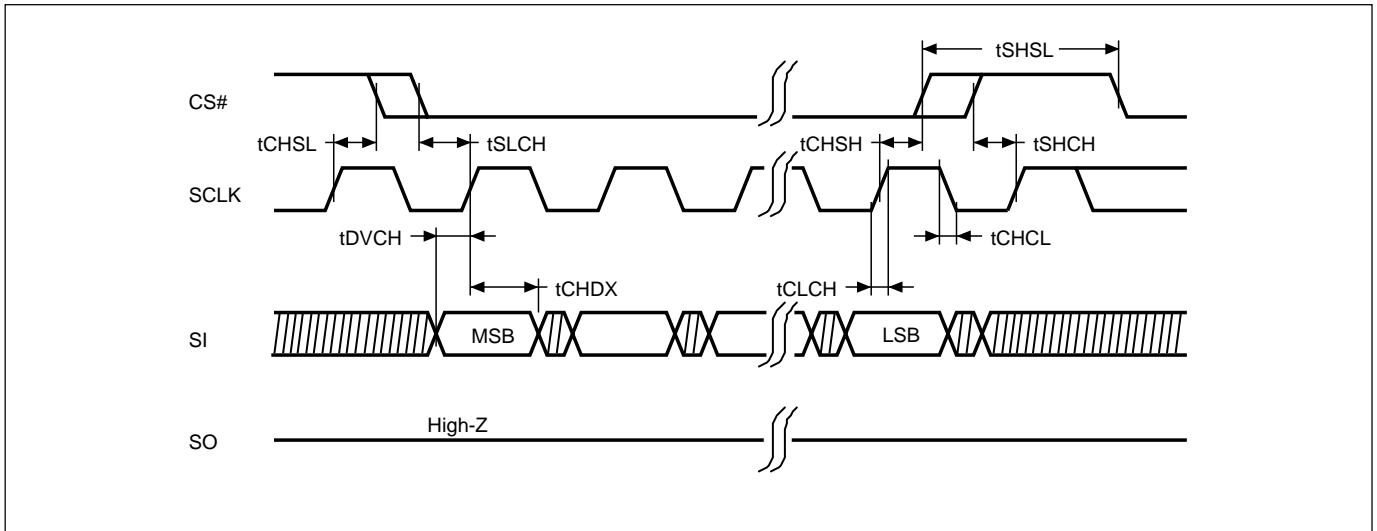 tSHSL
CS#
tCHSL
tSLCH
tCHSH
tSHCH
SCLK
tDVCH
tCHCL
tCHDX
tCLCH
SI
MSB
LSB
High-Z
SO